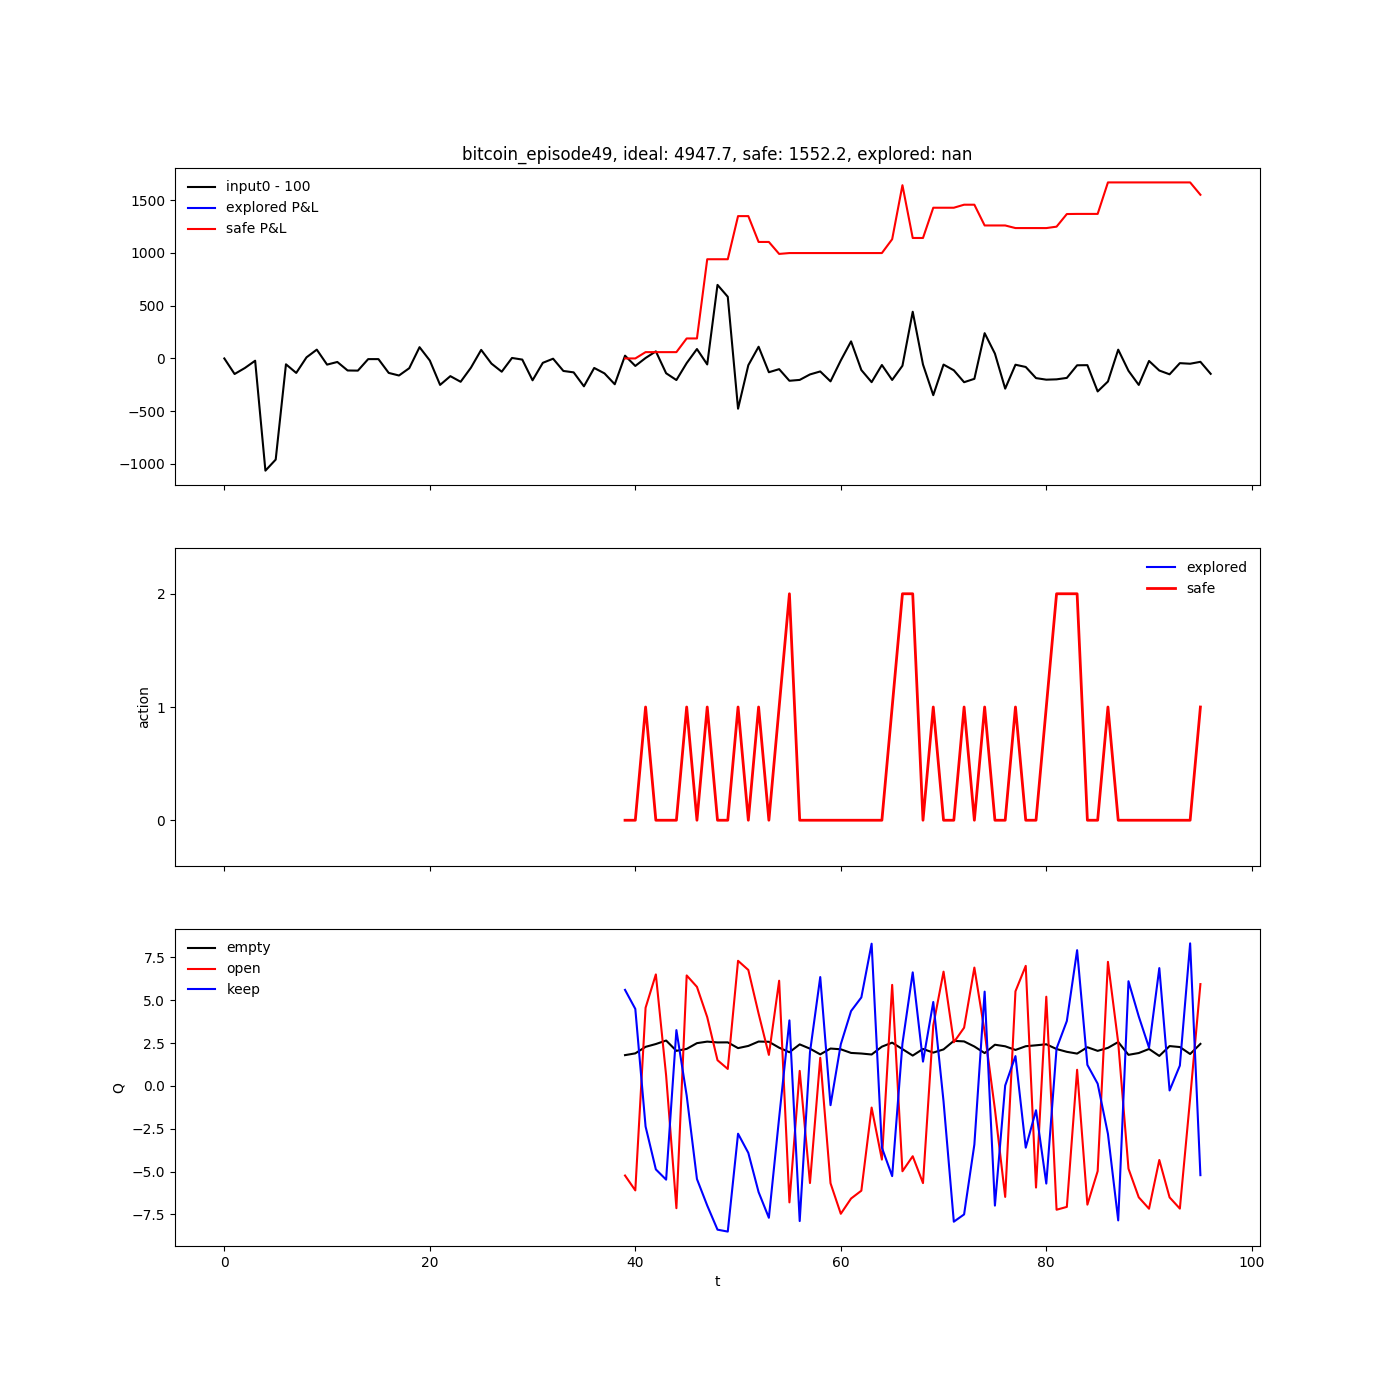 bitcoin_episode49, ideal: 4947.7, safe: 1552.2, explored: nan
input0 - 100
explored P&L
safe P&L
1500
1000
500
0
−500
−1000
explored
safe
2
1
0
action
empty
open
keep
7.5
5.0
2.5
0.0
−2.5
−5.0
−7.5
Q
0 20 40 60 80 100
t